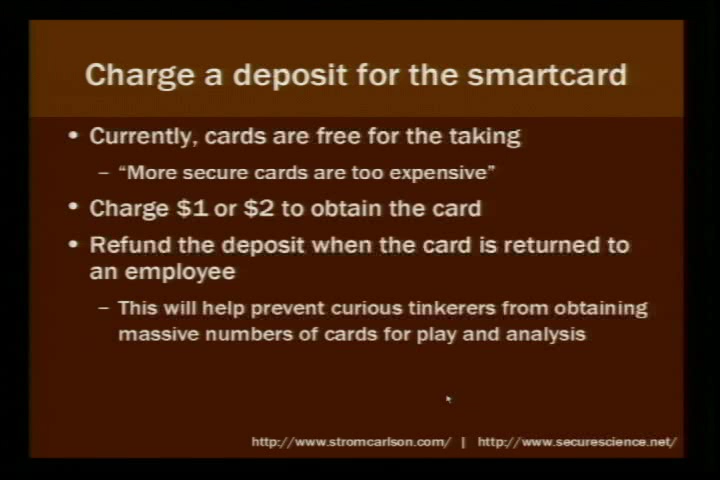 Charge a deposit for the smartcard
• Currently, cards are free for the taking
– “More secure cards are too expensive”
• Charge $1 or $2 to obtain the card
• Refund the deposit when the card is returned to
an employee
– This will help prevent curious tinkerers from obtaining
massive numbers of cards for play and analysis
http://www.stromcarlson.com/ | http://www.securescience.net/